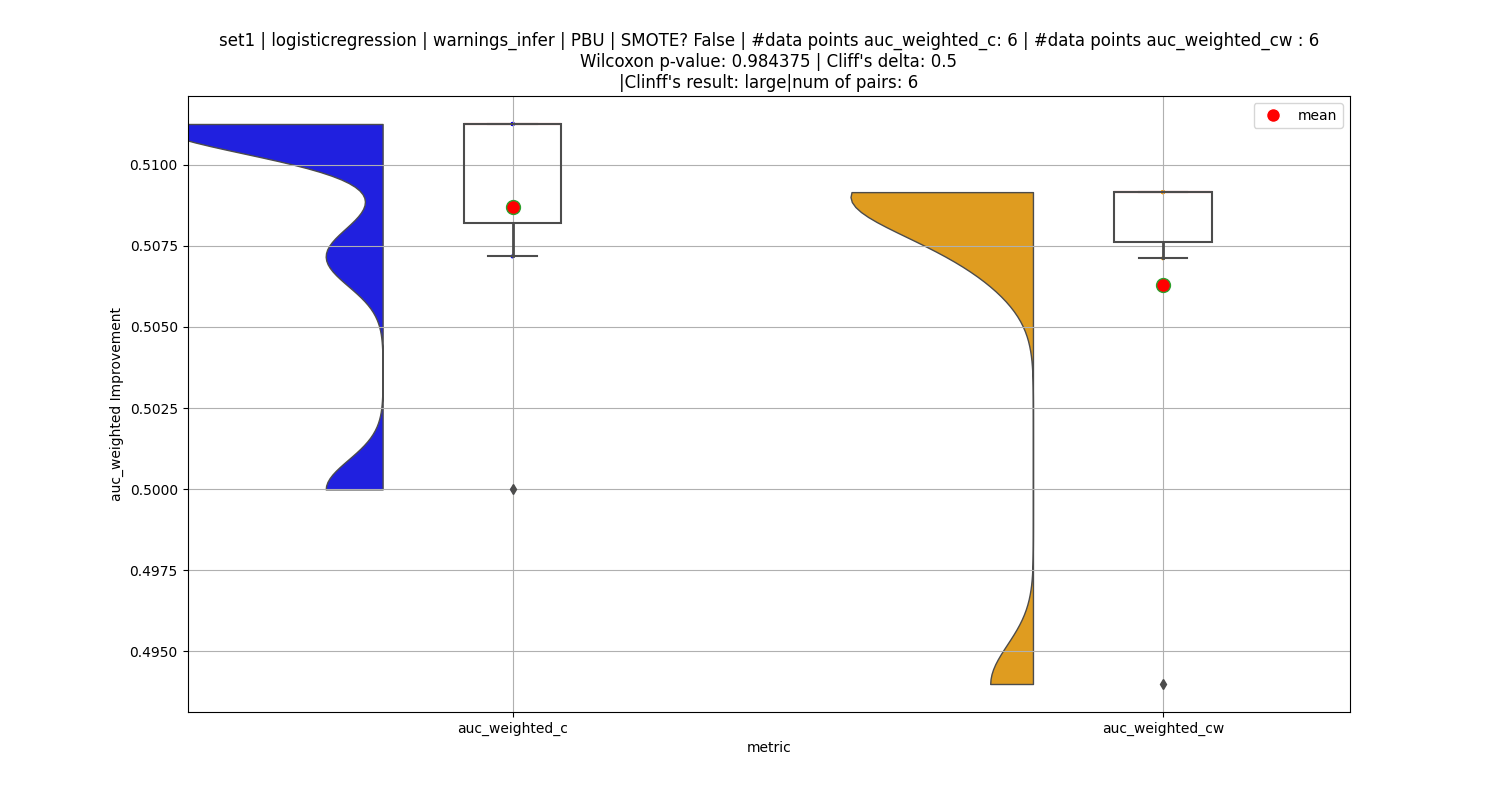 set1 | logisticregression | warnings_infer | PBU | SMOTE? False | #data points auc_weighted_c: 6 | #data points auc_weighted_cw : 6
Wilcoxon p-value: 0.984375 | Cliff's delta: 0.5
|Clinff's result: large|num of pairs: 6
mean
0.5100
0.5075
0.5050
0.5025
0.5000
0.4975
0.4950
auc_weighted Improvement
auc_weighted_c
auc_weighted_cw
metric